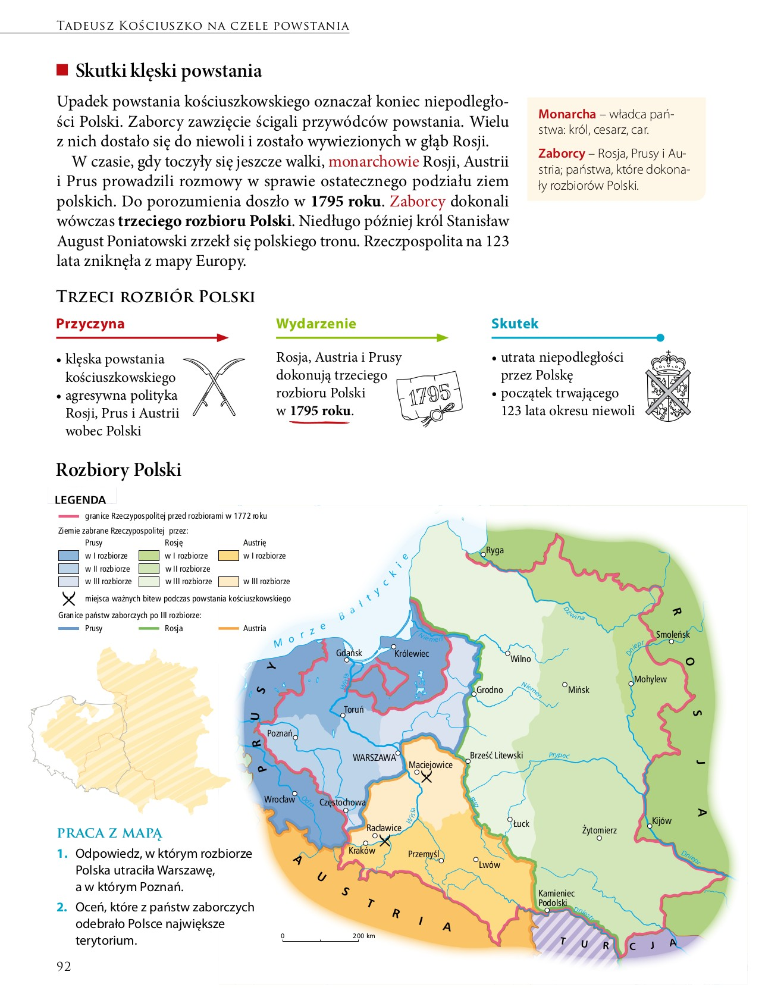 Tadeusz Kościuszko na czele powstania
Skutki klęski powstania
Upadek powstania kościuszkowskiego oznaczał koniec niepodległo-
ści Polski. Zaborcy zawzięcie ścigali przywódców powstania. Wielu
z nich dostało się do niewoli i zostało wywiezionych w głąb Rosji.
W czasie, gdy toczyły się jeszcze walki, monarchowie Rosji, Austrii
i Prus prowadzili rozmowy w sprawie ostatecznego podziału ziem
polskich. Do porozumienia doszło w 1795 roku. Zaborcy dokonali
wówczas trzeciego rozbioru Polski. Niedługo później król Stanisław
August Poniatowski zrzekł się polskiego tronu. Rzeczpospolita na 123
lata zniknęła z mapy Europy.
Monarcha – władca pań-
stwa: król, cesarz, car.
Zaborcy – Rosja, Prusy i Au-
stria; państwa, które dokona-
ły rozbiorów Polski.
Trzeci rozbiór Polski
Przyczyna
• klęska powstania
kościuszkowskiego
• agresywna polityka
Rosji, Prus i Austrii
wobec Polski
Wydarzenie
Rosja, Austria i Prusy
dokonują trzeciego
rozbioru Polski
w 1795 roku.
1795
Skutek
• utrata niepodległości
przez Polskę
• początek trwającego
123 lata okresu niewoli
Rozbiory Polski
LEGENDA
granice Rzeczypospolitej przed rozbiorami w 1772 roku
Ziemie zabrane Rzeczypospolitej przez:
Prusy Rosję Austrię
w I rozbiorze w I rozbiorze w I rozbiorze
w II rozbiorze w II rozbiorze
w III rozbiorze w III rozbiorze w III rozbiorze
miejsca ważnych bitew podczas powstania kościuszkowskiego
Granice państw zaborczych po III rozbiorze:
Prusy Rosja Austria
Morze Bałtyckie
Ryga
Dźwina
ROSJA
Smoleńsk
Dniepr
Niemen
Gdańsk
Królewiec
Wilno
Mohylew
PRUSY
Wisła
Grodno
Niemen
Mińsk
Toruń
Poznań
WARSZAWA
Maciejowice
Brześć Litewski
Prypeć
Wrocław
Odra
Częstochowa
Bug
Wisła
Racławice
Łuck
Żytomierz
Kijów
Kraków
Przemyśl
Lwów
Dniepr
AUSTRIA
Kamieniec
Podolski
Dniestr
TURCJA
0 200 km
PRACA Z MAPĄ
1. Odpowiedz, w którym rozbiorze
Polska utraciła Warszawę,
a w którym Poznań.
2. Oceń, które z państw zaborczych
odebrało Polsce największe
terytorium.
92